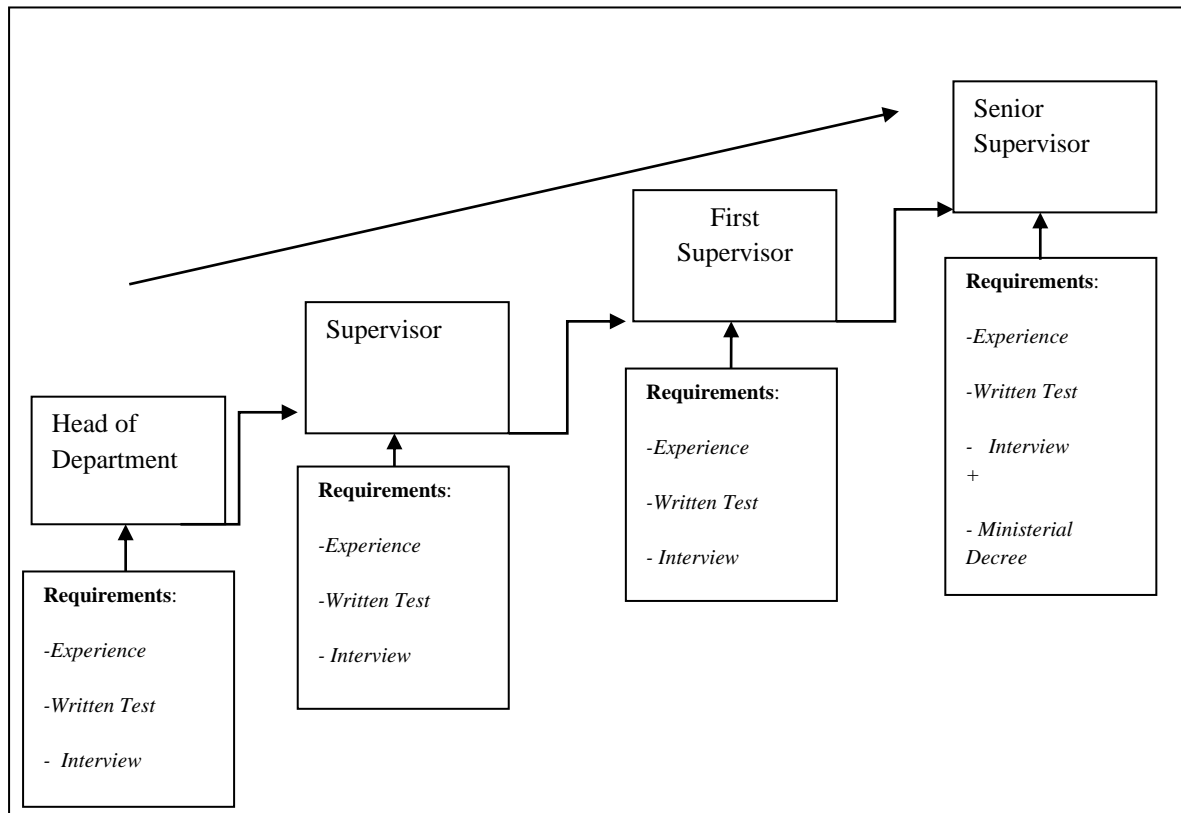 Head of
Department
Requirements:
-Experience
-Written Test
- Interview
Supervisor
Requirements:
-Experience
-Written Test
- Interview
First
Supervisor
Requirements:
-Experience
-Written Test
- Interview
Senior
Supervisor
Requirements:
-Experience
-Written Test
- Interview
+
- Ministerial
Decree